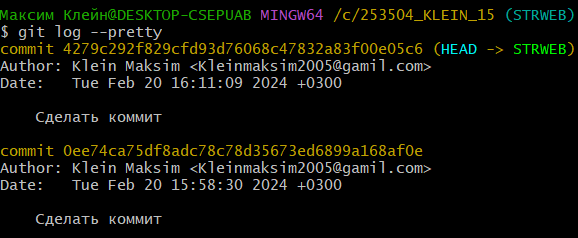 Максим Клейн@DESKTOP-CSEPUAB MINGW64 /c/253504_KLEIN_15 (STRWEB)
$ git log --pretty
commit 4279c292f829cfd93d76068c47832a83f00e05c6 (HEAD -> STRWEB)
Author: Klein Maksim <Kleinmaksim2005@gamil.com>
Date:   Tue Feb 20 16:11:09 2024 +0300

    Сделать коммит

commit 0ee74ca75df8adc78c78d35673ed6899a168af0e
Author: Klein Maksim <Kleinmaksim2005@gamil.com>
Date:   Tue Feb 20 15:58:30 2024 +0300

    Сделать коммит